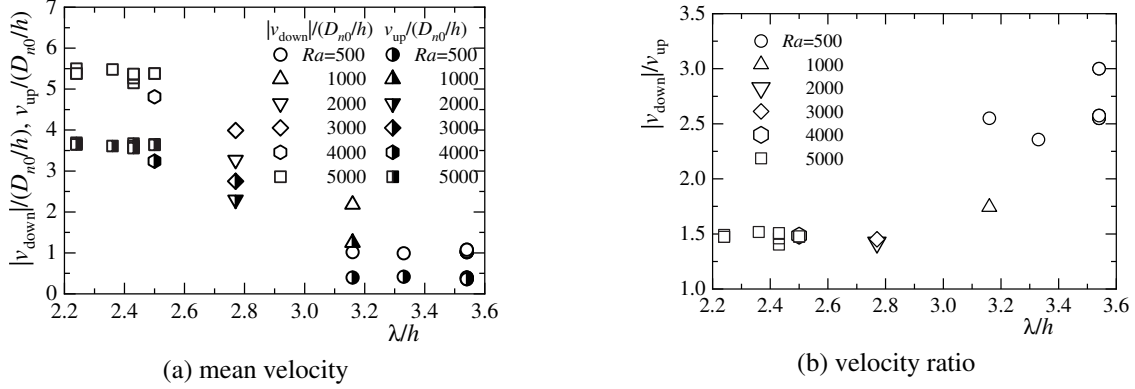 |v_down|/(D_n0/h), v_up/(D_n0/h)
7
6
5
4
3
2
1
0
|v_down|/(D_n0/h) v_up/(D_n0/h)
Ra=500 Ra=500
1000 1000
2000 2000
3000 3000
4000 4000
5000 5000
2.2 2.4 2.6 2.8 3.0 3.2 3.4 3.6
λ/h
(a) mean velocity
|v_down|/v_up
3.5
3.0
2.5
2.0
1.5
1.0
Ra=500
1000
2000
3000
4000
5000
2.2 2.4 2.6 2.8 3.0 3.2 3.4 3.6
λ/h
(b) velocity ratio